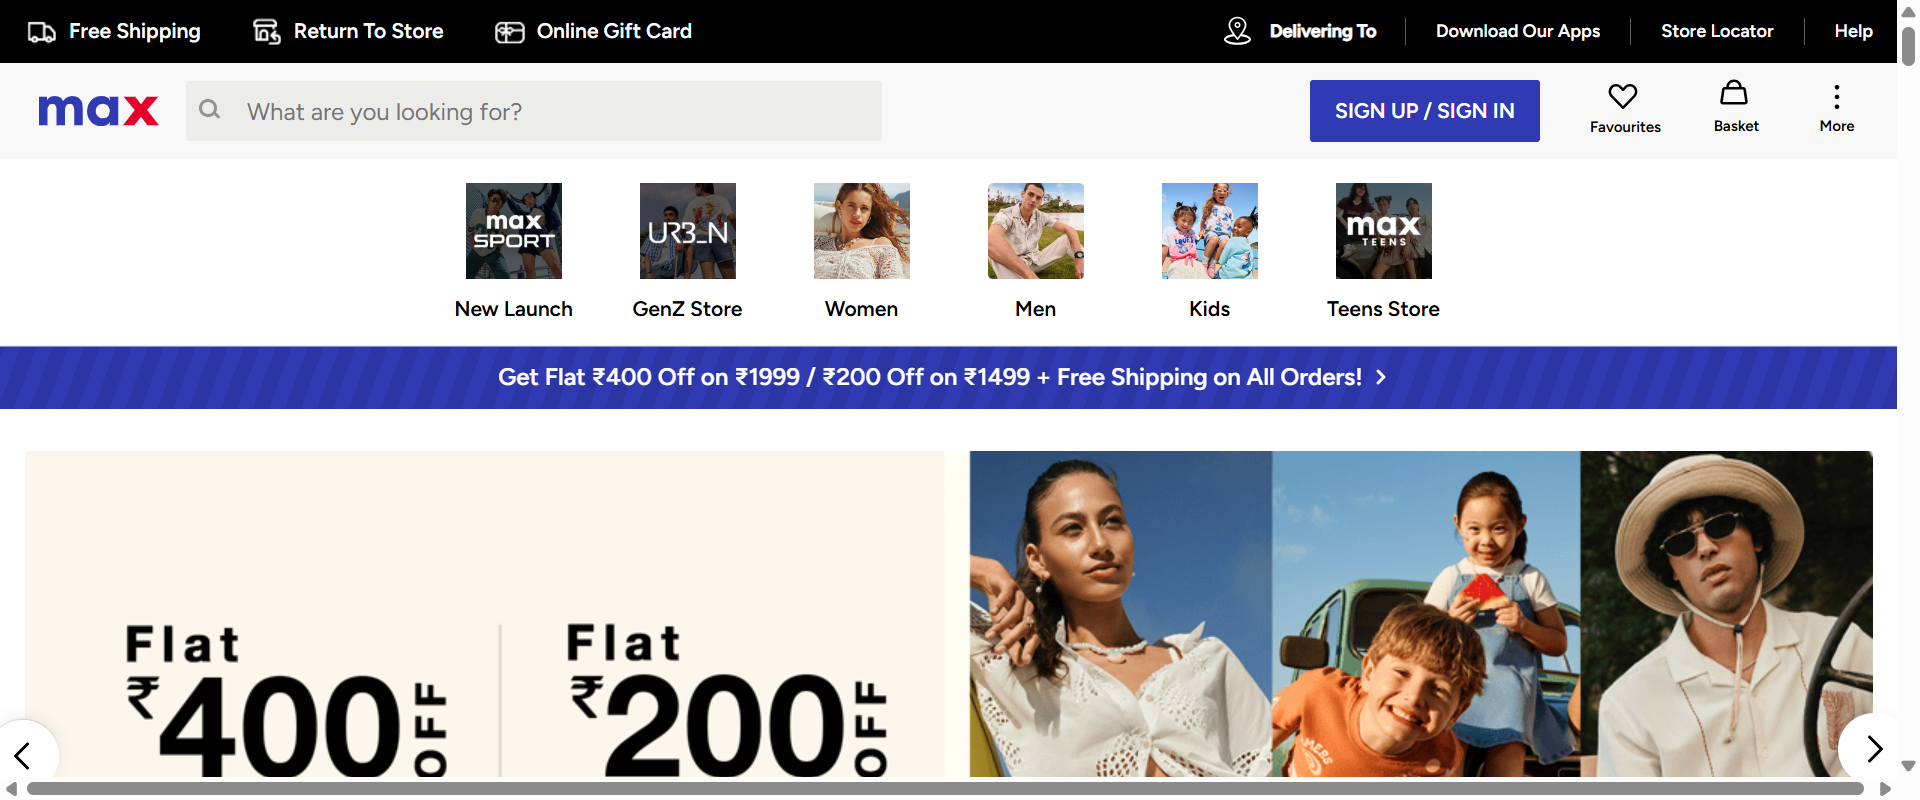 Free Shipping
Return To Store
Online Gift Card
Delivering To
Download Our Apps
Store Locator
Help
max
What are you looking for?
SIGN UP / SIGN IN
Favourites
Basket
More
max
SPORT
URB_N
max
TEENS
New Launch
GenZ Store
Women
Men
Kids
Teens Store
Get Flat ₹400 Off on ₹1999 / ₹200 Off on ₹1499 + Free Shipping on All Orders!
Flat
₹400 OFF
Flat
₹200 OFF